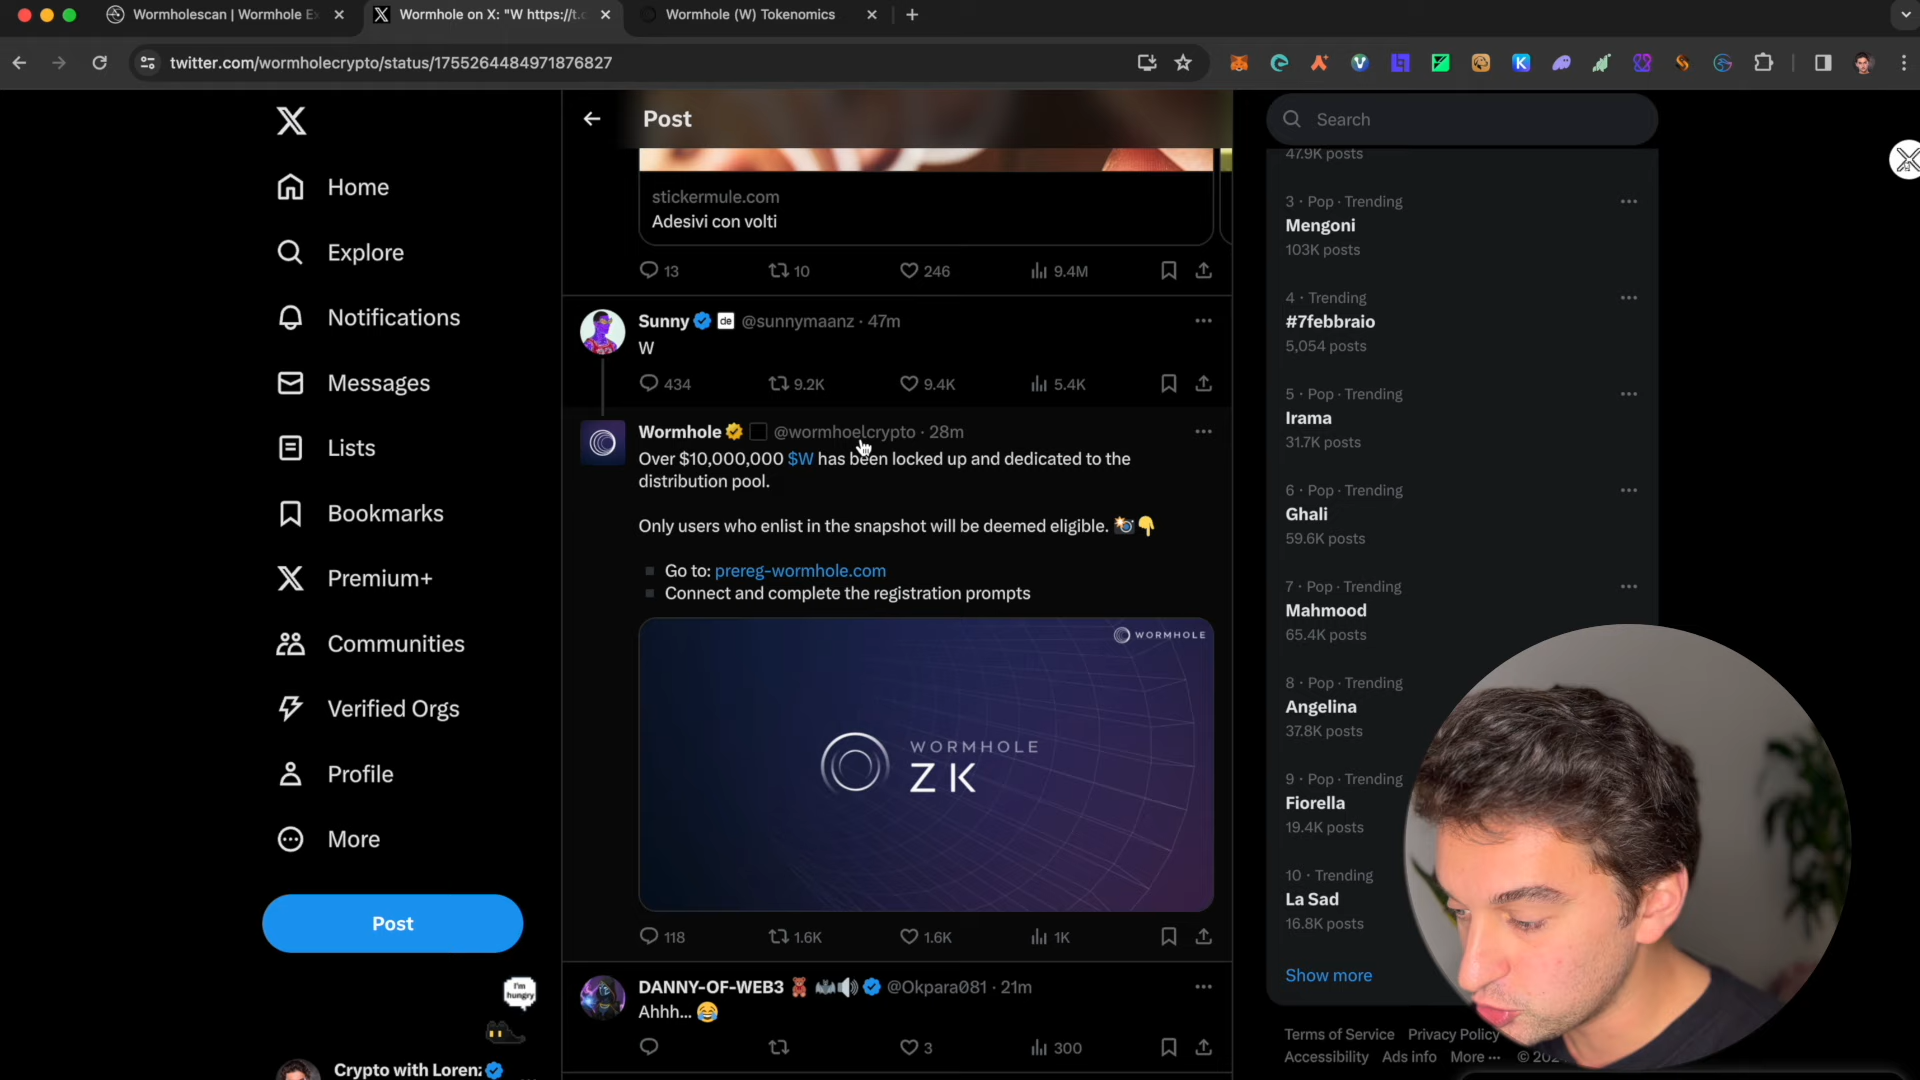 Wormholescan | Wormhole Ex
Wormhole on X: "W https://t.c
Wormhole (W) Tokenomics
twitter.com/wormholecrypto/status/1755264484971876827
Home
Explore
Notifications
Messages
Lists
Bookmarks
Premium+
Communities
Verified Orgs
Profile
More
Post
I'm
hungry
Crypto with Lorenz
Post
stickermule.com
Adesivi con volti
13 10 246 9.4M
Sunny de @sunnymaanz · 47m
W
434 9.2K 9.4K 5.4K
Wormhole @wormhoelcrypto · 28m
Over $10,000,000 $W has been locked up and dedicated to the
distribution pool.
Only users who enlist in the snapshot will be deemed eligible. 📸👇
Go to: prereg-wormhole.com
Connect and complete the registration prompts
WORMHOLE
WORMHOLE
ZK
118 1.6K 1.6K 1K
DANNY-OF-WEB3 🧸 🦇🔊 @Okpara081 · 21m
Ahhh... 😂
3 300
Search
47.9K posts
3 · Pop · Trending
Mengoni
103K posts
4 · Trending
#7febbraio
5,054 posts
5 · Pop · Trending
Irama
31.7K posts
6 · Pop · Trending
Ghali
59.6K posts
7 · Pop · Trending
Mahmood
65.4K posts
8 · Pop · Trending
Angelina
37.8K posts
9 · Pop · Trending
Fiorella
19.4K posts
10 · Trending
La Sad
16.8K posts
Show more
Terms of Service Privacy Policy
Accessibility Ads info More ··· ©